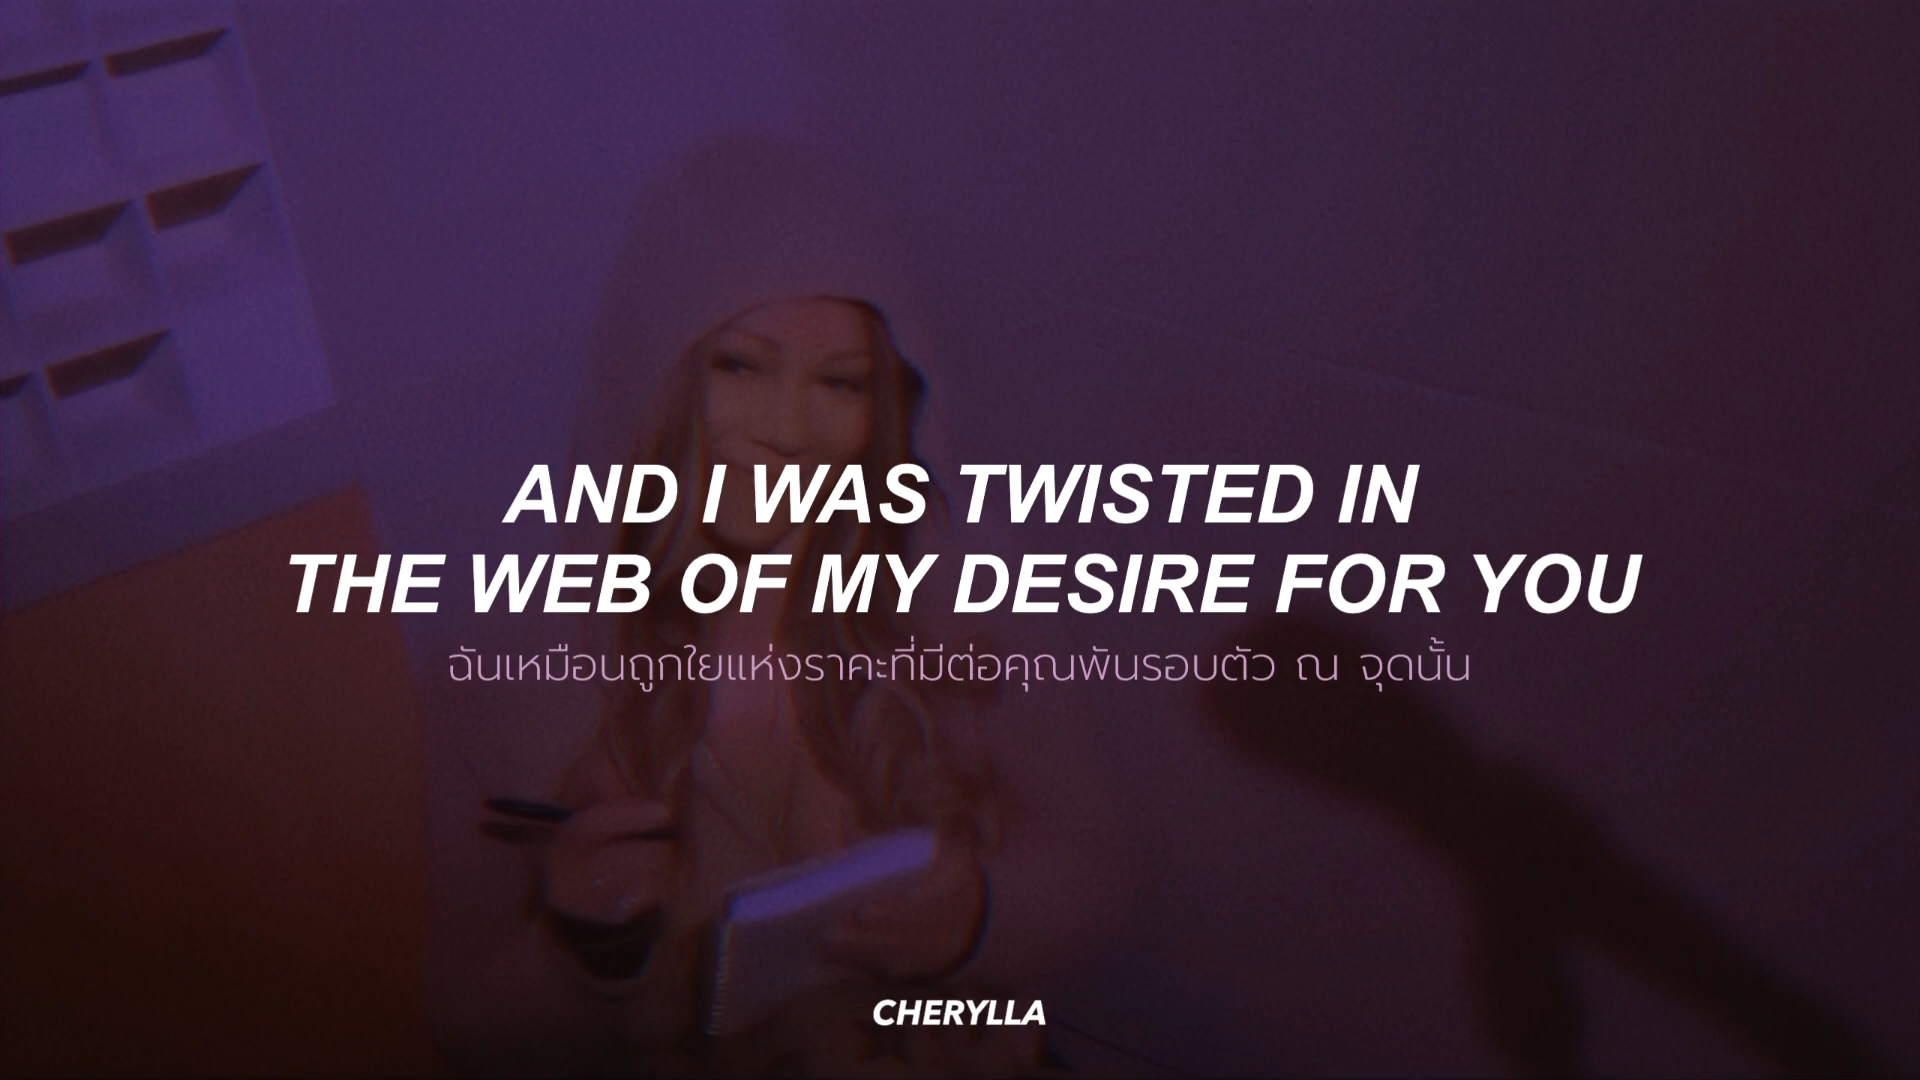 AND I WAS TWISTED IN
THE WEB OF MY DESIRE FOR YOU
ฉันเหมือนถูกใยแห่งราคะที่มีต่อคุณพันรอบตัว ณ จุดนั้น
CHERYLLA